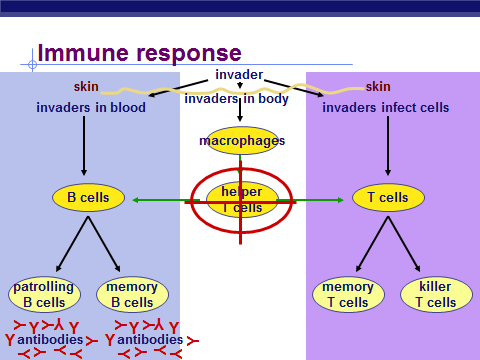 Immune response
invader
skin
skin
invaders in blood
invaders in body
invaders infect cells
macrophages
B cells
helper
T cells
T cells
patrolling
B cells
memory
B cells
memory
T cells
killer
T cells
antibodies
antibodies